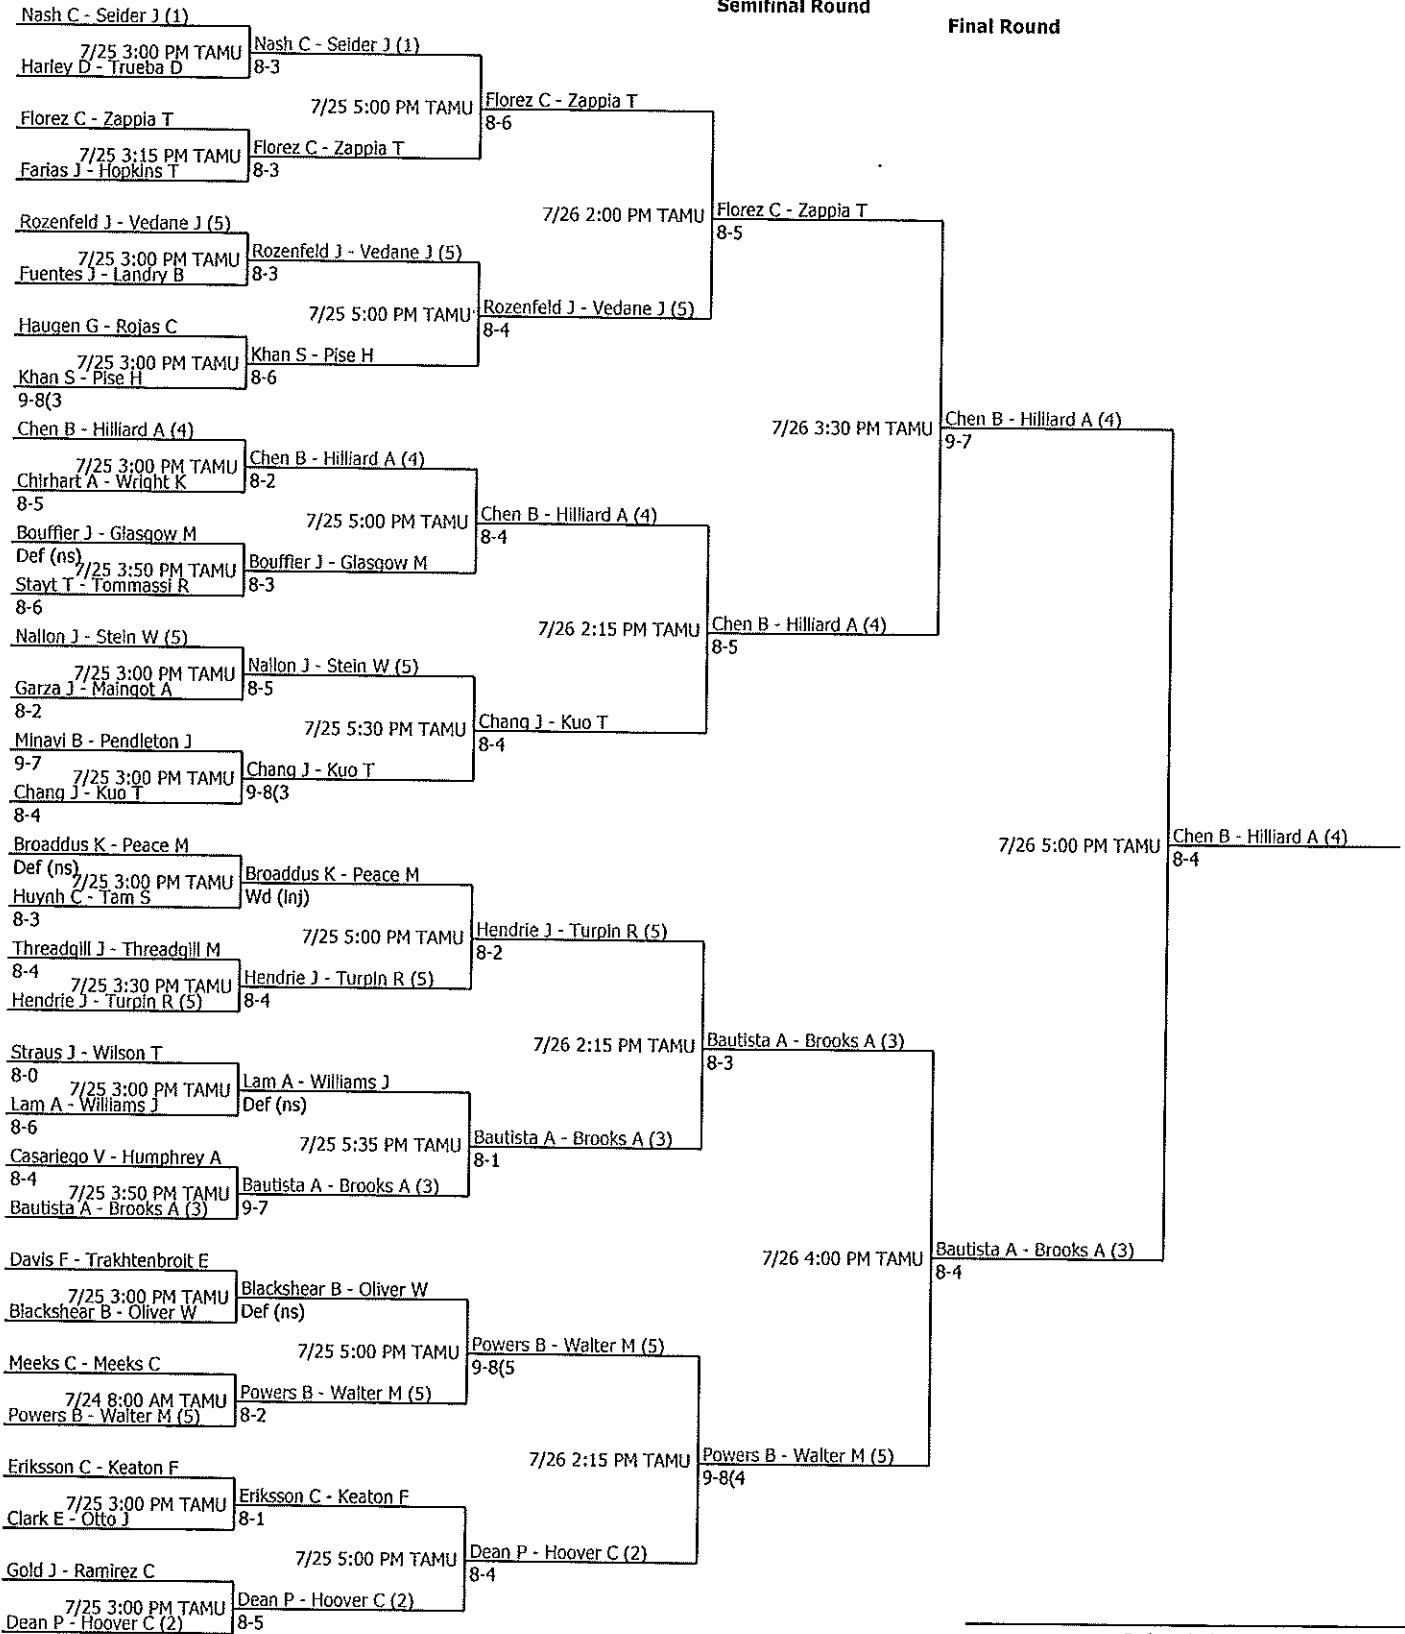 Semifinal Round
Final Round
Nash C - Seider J (1)
7/25 3:00 PM TAMU
Harley D - Trueba D
Nash C - Seider J (1)
8-3
7/25 5:00 PM TAMU
Florez C - Zappia T
8-6
Florez C - Zappia T
7/25 3:15 PM TAMU
Farias J - Hopkins T
Florez C - Zappia T
8-3
7/26 2:00 PM TAMU
Florez C - Zappia T
8-5
Rozenfeld J - Vedane J (5)
7/25 3:00 PM TAMU
Fuentes J - Landry B
Rozenfeld J - Vedane J (5)
8-3
7/25 5:00 PM TAMU
Rozenfeld J - Vedane J (5)
8-4
Haugen G - Rojas C
7/25 3:00 PM TAMU
Khan S - Pise H
9-8(3
Khan S - Pise H
8-6
7/26 3:30 PM TAMU
Chen B - Hilliard A (4)
9-7
Chen B - Hilliard A (4)
7/25 3:00 PM TAMU
Chirhart A - Wright K
8-5
Chen B - Hilliard A (4)
8-2
7/25 5:00 PM TAMU
Chen B - Hilliard A (4)
8-4
Bouffier J - Glasgow M
Def (ns)
7/25 3:50 PM TAMU
Stayt T - Tommassi R
8-6
Bouffier J - Glasgow M
8-3
7/26 2:15 PM TAMU
Chen B - Hilliard A (4)
8-5
Nallon J - Stein W (5)
7/25 3:00 PM TAMU
Garza J - Maingot A
8-2
Nallon J - Stein W (5)
8-5
7/25 5:30 PM TAMU
Chang J - Kuo T
8-4
Minavi B - Pendleton J
9-7
7/25 3:00 PM TAMU
Chang J - Kuo T
8-4
Chang J - Kuo T
9-8(3
7/26 5:00 PM TAMU
Chen B - Hilliard A (4)
8-4
Broaddus K - Peace M
Def (ns)
7/25 3:00 PM TAMU
Huynh C - Tam S
8-3
Broaddus K - Peace M
Wd (inj)
7/25 5:00 PM TAMU
Hendrie J - Turpin R (5)
8-2
Threadgill J - Threadgill M
8-4
7/25 3:30 PM TAMU
Hendrie J - Turpin R (5)
Hendrie J - Turpin R (5)
8-4
7/26 2:15 PM TAMU
Bautista A - Brooks A (3)
8-3
Straus J - Wilson T
8-0
7/25 3:00 PM TAMU
Lam A - Williams J
8-6
Lam A - Williams J
Def (ns)
7/25 5:35 PM TAMU
Bautista A - Brooks A (3)
8-1
Casariego V - Humphrey A
8-4
7/25 3:50 PM TAMU
Bautista A - Brooks A (3)
Bautista A - Brooks A (3)
9-7
7/26 4:00 PM TAMU
Bautista A - Brooks A (3)
8-4
Davis F - Trakhtenbroit E
7/25 3:00 PM TAMU
Blackshear B - Oliver W
Blackshear B - Oliver W
Def (ns)
7/25 5:00 PM TAMU
Powers B - Walter M (5)
9-8(5
Meeks C - Meeks C
7/24 8:00 AM TAMU
Powers B - Walter M (5)
Powers B - Walter M (5)
8-2
7/26 2:15 PM TAMU
Powers B - Walter M (5)
9-8(4
Eriksson C - Keaton F
7/25 3:00 PM TAMU
Clark E - Otto J
Eriksson C - Keaton F
8-1
7/25 5:00 PM TAMU
Dean P - Hoover C (2)
8-4
Gold J - Ramirez C
7/25 3:00 PM TAMU
Dean P - Hoover C (2)
Dean P - Hoover C (2)
8-5